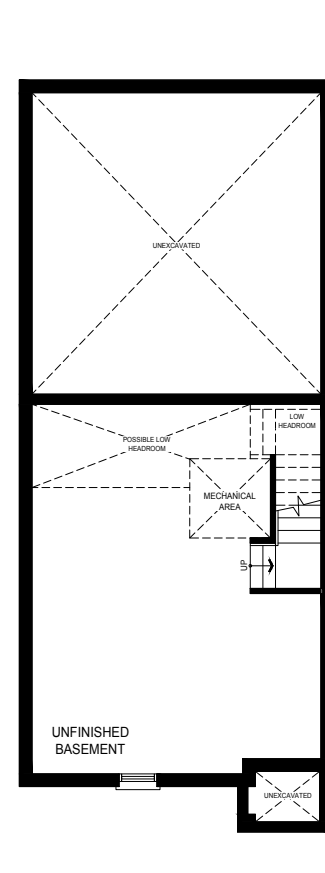 UNEXCAVATED
LOW
HEADROOM
POSSIBLE LOW
HEADROOM
MECHANICAL
AREA
UP
UNFINISHED
BASEMENT
UNEXCAVATED